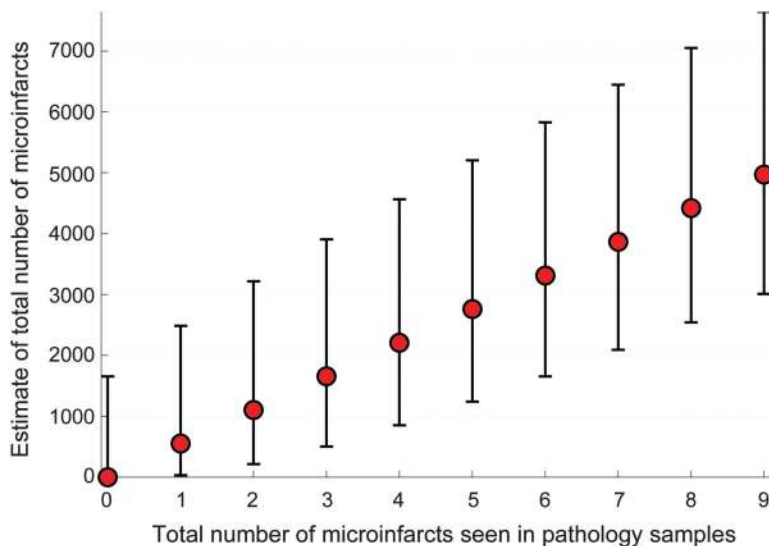 Estimate of total number of microinfarcts
7000
6000
5000
4000
3000
2000
1000
0
0 1 2 3 4 5 6 7 8 9
Total number of microinfarcts seen in pathology samples